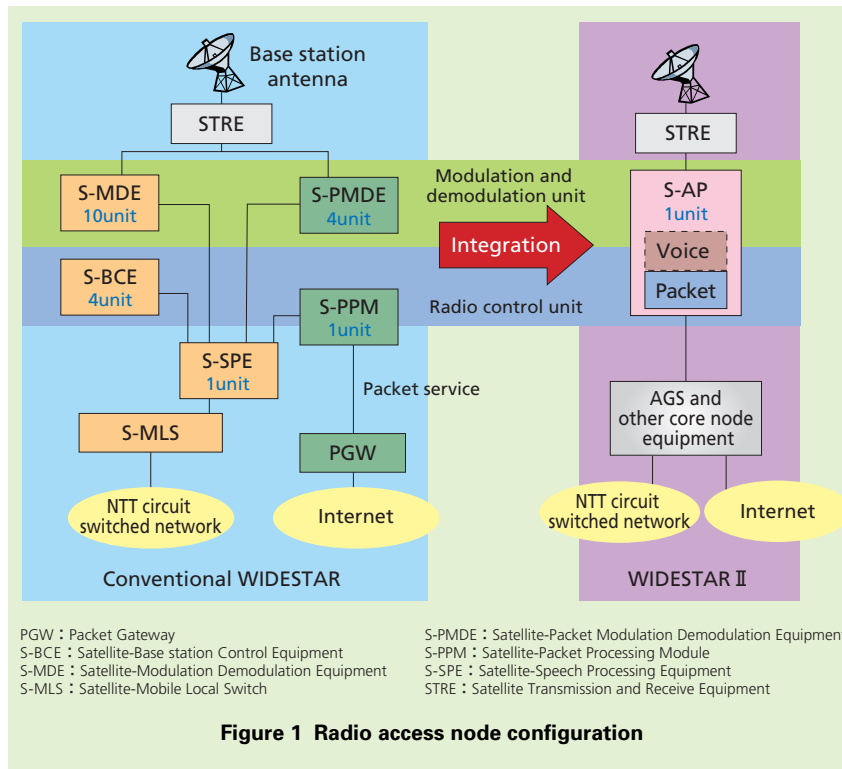 Base station
antenna
STRE
STRE
S-MDE
10unit
S-PMDE
4unit
Modulation and
demodulation unit
S-AP
1unit
Voice
Packet
Integration
S-BCE
4unit
S-PPM
1unit
Radio control unit
S-SPE
1unit
Packet service
S-MLS
PGW
AGS and
other core node
equipment
NTT circuit
switched network
Internet
NTT circuit
switched network
Internet
Conventional WIDESTAR
WIDESTAR Ⅱ
PGW：Packet Gateway
S-BCE：Satellite-Base station Control Equipment
S-MDE：Satellite-Modulation Demodulation Equipment
S-MLS：Satellite-Mobile Local Switch
S-PMDE：Satellite-Packet Modulation Demodulation Equipment
S-PPM：Satellite-Packet Processing Module
S-SPE：Satellite-Speech Processing Equipment
STRE：Satellite Transmission and Receive Equipment
Figure 1 Radio access node configuration